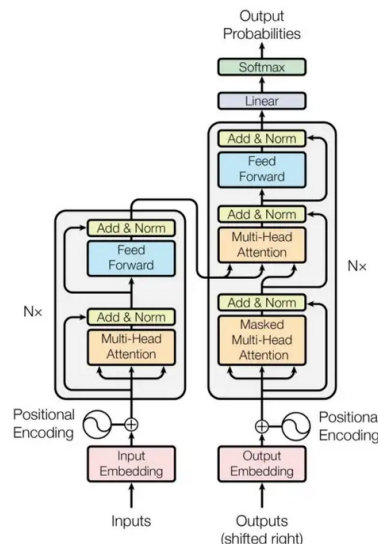 Output
Probabilities
Softmax
Linear
Add & Norm
Feed
Forward
Add & Norm
Multi-Head
Attention
Add & Norm
Masked
Multi-Head
Attention
Nx
Add & Norm
Feed
Forward
Add & Norm
Multi-Head
Attention
Nx
Positional
Encoding
Positiona
Encoding
Input
Embedding
Output
Embedding
Inputs
Outputs
(shifted right)